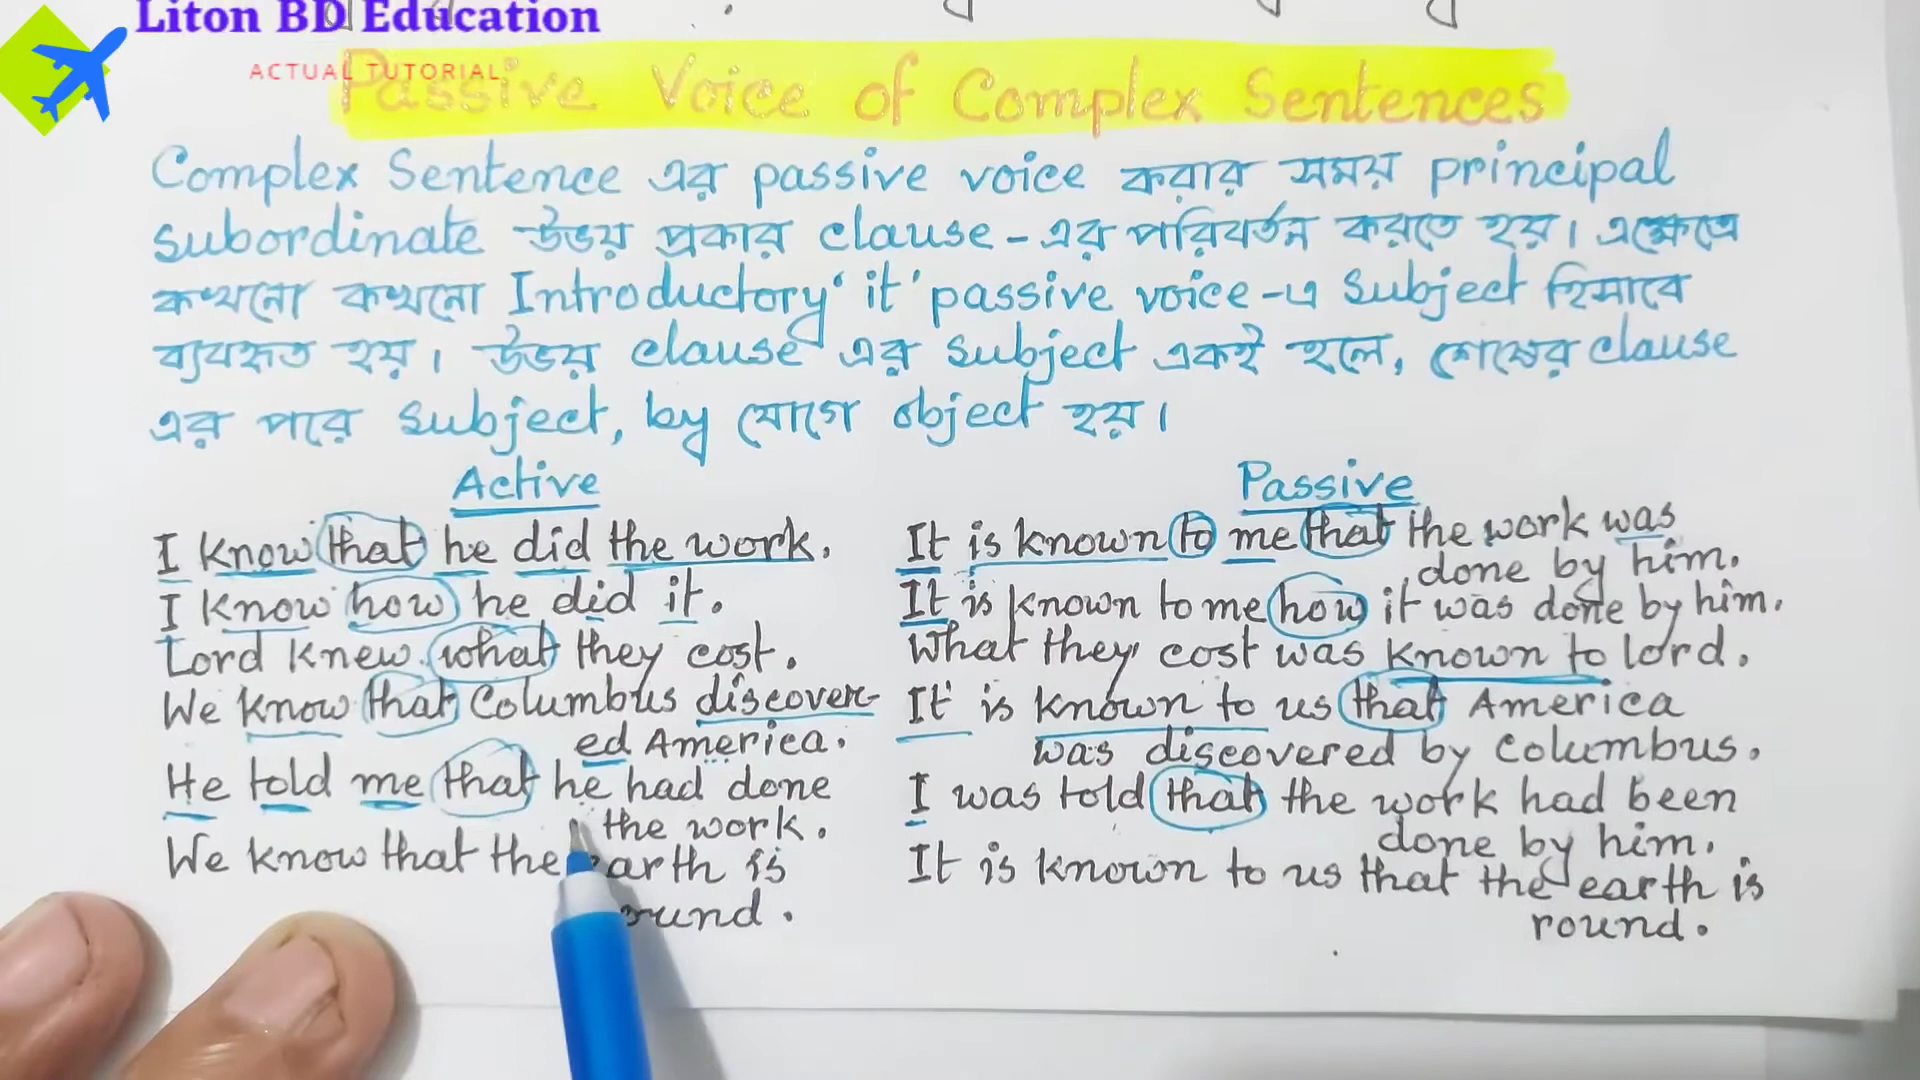 Liton BD Education
ACTUAL TUTORIAL
Passive Voice of Complex Sentences
Complex Sentence এর passive voice করার সময় principal
subordinate উভয় প্রকার clause-এর পরিবর্তন করতে হয়। এক্ষেত্রে
কখনো কখনো Introductory 'it' passive voice-এ subject হিসাবে
ব্যবহৃত হয়। উভয় clause এর subject একই হলে, শেষের clause
এর পরে subject, by যোগে object হয়।
Active
I know that he did the work.
I know how he did it.
Lord knew what they cost.
We know that Columbus discover-
ed America.
He told me that he had done
the work.
We know that the earth is
round.
Passive
It is known to me that the work was
done by him.
It is known to me how it was done by him.
What they cost was known to lord.
It is known to us that America
was discovered by Columbus.
I was told that the work had been
done by him.
It is known to us that the earth is
round.